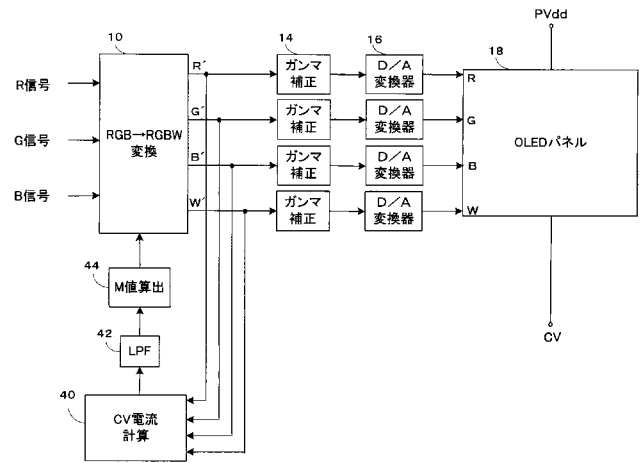 PVdd
10
14
16
18
R信号
G信号
B信号
RGB→RGBW
変換
R´
G´
B´
W´
ガンマ
補正
D/A
変換器
ガンマ
補正
D/A
変換器
ガンマ
補正
D/A
変換器
ガンマ
補正
D/A
変換器
R
G
B
W
OLEDパネル
CV
44
M値算出
42
LPF
40
CV電流
計算